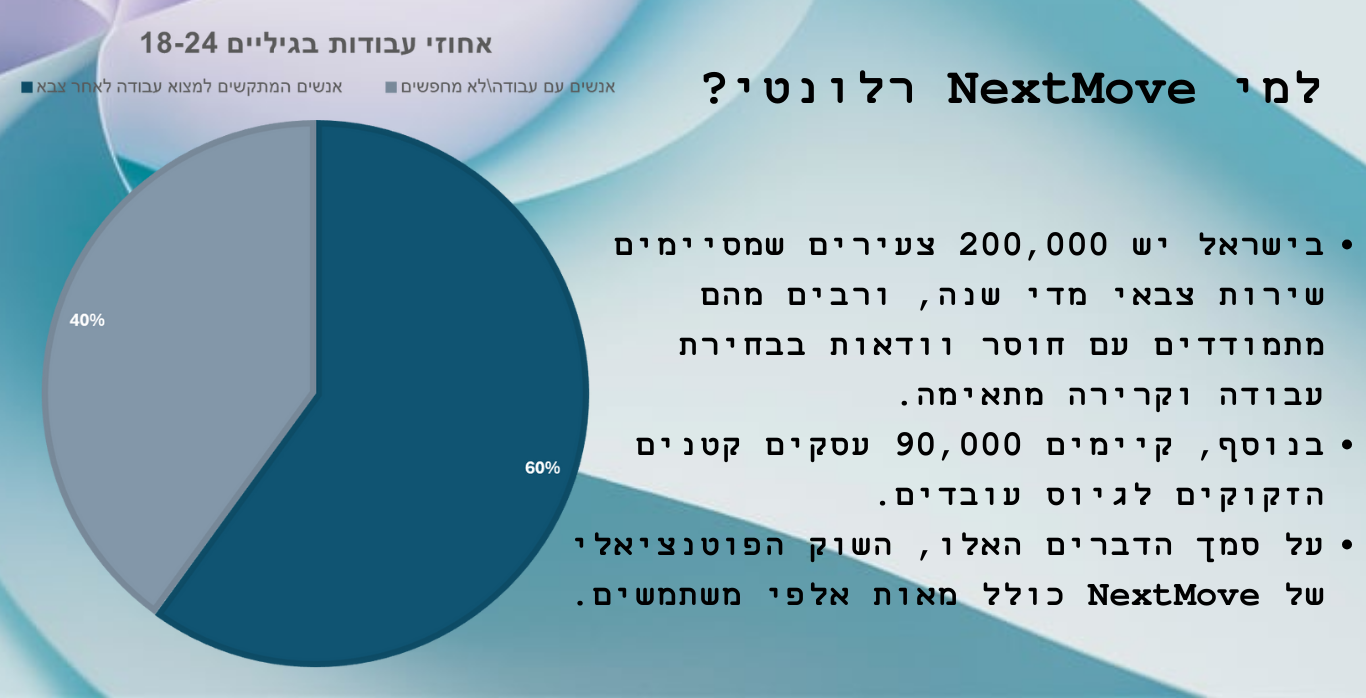 למי NextMove רלוונטי?
אחוזי עבודות בגיליים 18-24
אנשים עם עבודה\לא מחפשים
אנשים המתקשים למצוא עבודה לאחר צבא
40%
60%
• בישראל יש 200,000 צעירים שמסיימים
שירות צבאי מדי שנה, ורבים מהם
מתמודדים עם חוסר וודאות בבחירת
עבודה וקרירה מתאימה.
• בנוסף, קיימים 90,000 עסקים קטנים
הזקוקים לגיוס עובדים.
• על סמך הדברים האלו, השוק הפוטנציאלי
של NextMove כולל מאות אלפי משתמשים.